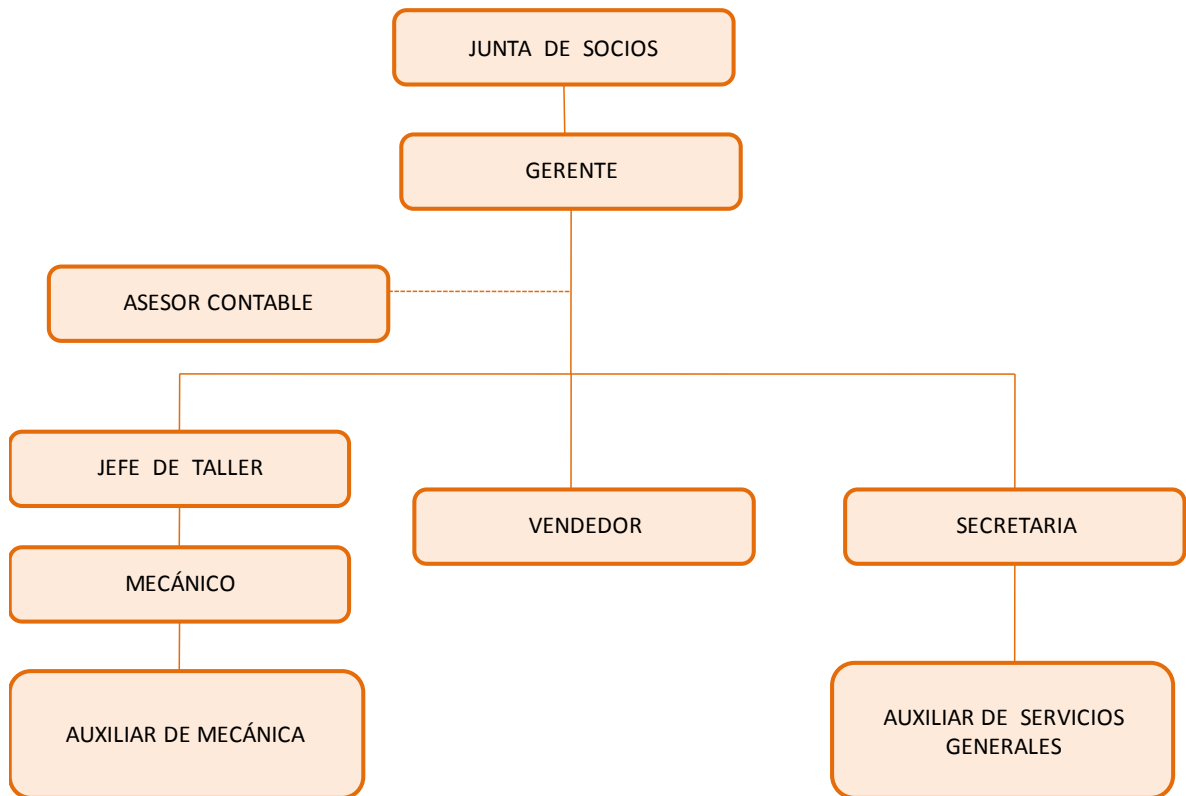 JUNTA DE SOCIOS
GERENTE
ASESOR CONTABLE
JEFE DE TALLER
VENDEDOR
SECRETARIA
MECÁNICO
AUXILIAR DE MECÁNICA
AUXILIAR DE SERVICIOS
GENERALES